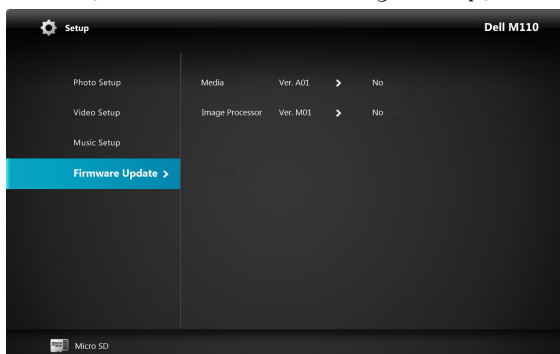 Setup
Dell M110
Photo Setup
Media Ver. A01 > No
Video Setup
Image Processor Ver. M01 > No
Music Setup
Firmware Update >
Micro SD